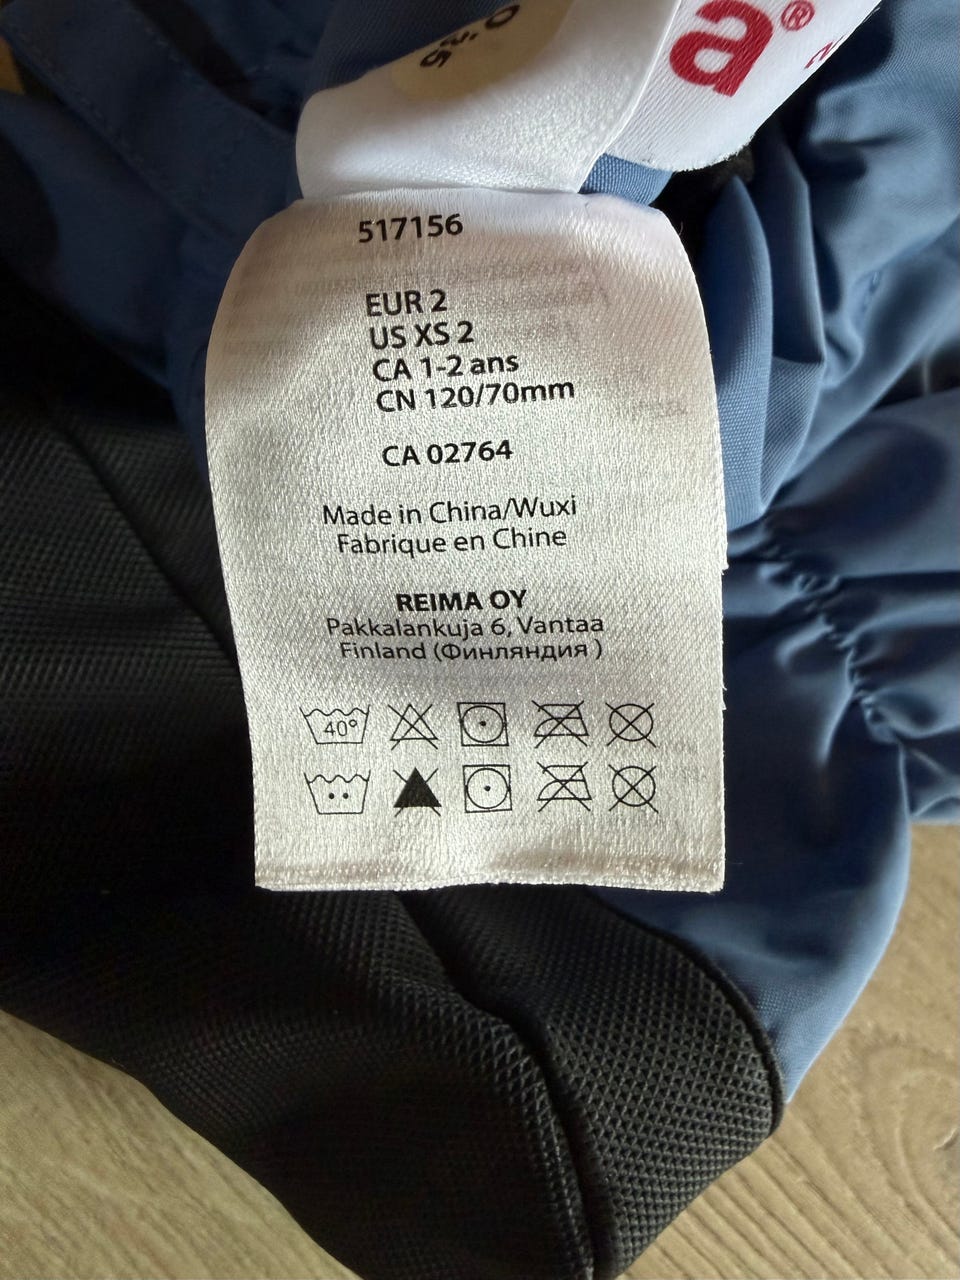 a®
517156
EUR 2
US XS 2
CA 1-2 ans
CN 120/70mm
CA 02764
Made in China/Wuxi
Fabrique en Chine
REIMA OY
Pakkalankuja 6, Vantaa
Finland (Финляндия )
40°